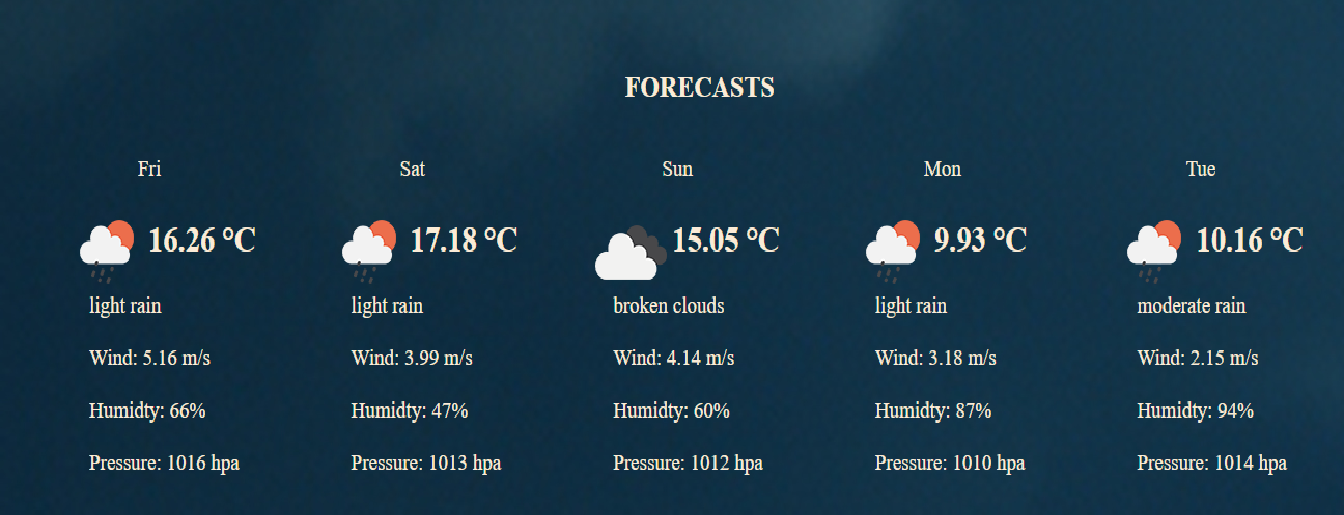 FORECASTS
Fri
16.26 °C
light rain
Wind: 5.16 m/s
Humidty: 66%
Pressure: 1016 hpa
Sat
17.18 °C
light rain
Wind: 3.99 m/s
Humidty: 47%
Pressure: 1013 hpa
Sun
15.05 °C
broken clouds
Wind: 4.14 m/s
Humidty: 60%
Pressure: 1012 hpa
Mon
9.93 °C
light rain
Wind: 3.18 m/s
Humidty: 87%
Pressure: 1010 hpa
Tue
10.16 °C
moderate rain
Wind: 2.15 m/s
Humidty: 94%
Pressure: 1014 hpa